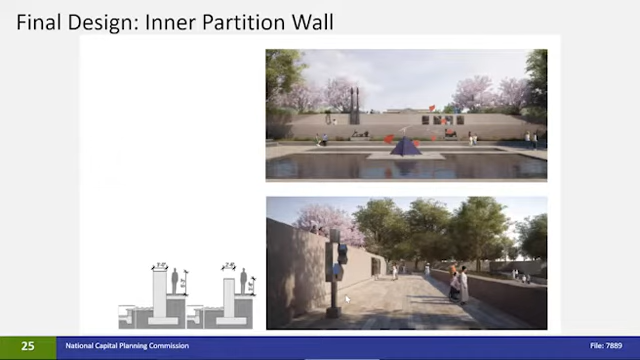 Final Design: Inner Partition Wall
25
National Capital Planning Commission
File: 7889